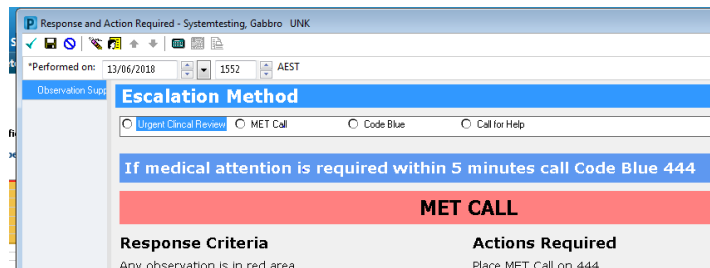 Response and Action Required - Systemtesting, Gabbro UNK
*Performed on: 13/06/2018 1552 AEST
Observation Supp
Escalation Method
Urgent Clincal Review MET Call Code Blue Call for Help
If medical attention is required within 5 minutes call Code Blue 444
MET CALL
Response Criteria Actions Required
Any observation is in red area Place MET Call on 444